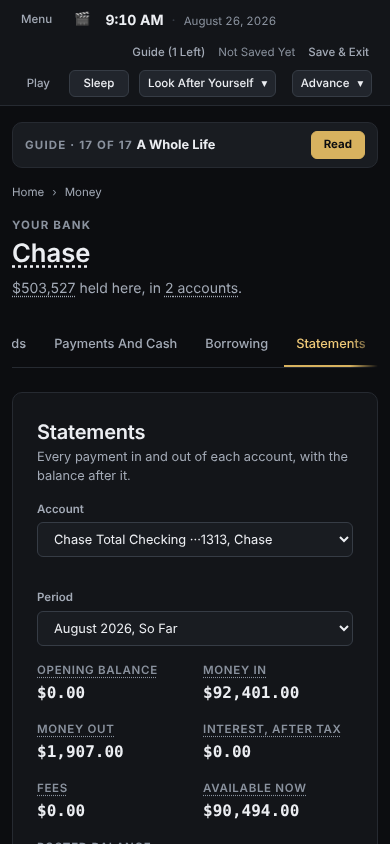 Menu 🎬 9:10 AM · August 26, 2026
Guide (1 Left) Not Saved Yet Save & Exit
Play Sleep Look After Yourself ▾ Advance ▾
GUIDE · 17 OF 17 A Whole Life Read
Home › Money
YOUR BANK
Chase
$503,527 held here, in 2 accounts.
ds Payments And Cash Borrowing Statements
Statements
Every payment in and out of each account, with the
balance after it.
Account
Chase Total Checking ···1313, Chase
Period
August 2026, So Far
OPENING BALANCE MONEY IN
$0.00 $92,401.00
MONEY OUT INTEREST, AFTER TAX
$1,907.00 $0.00
FEES AVAILABLE NOW
$0.00 $90,494.00